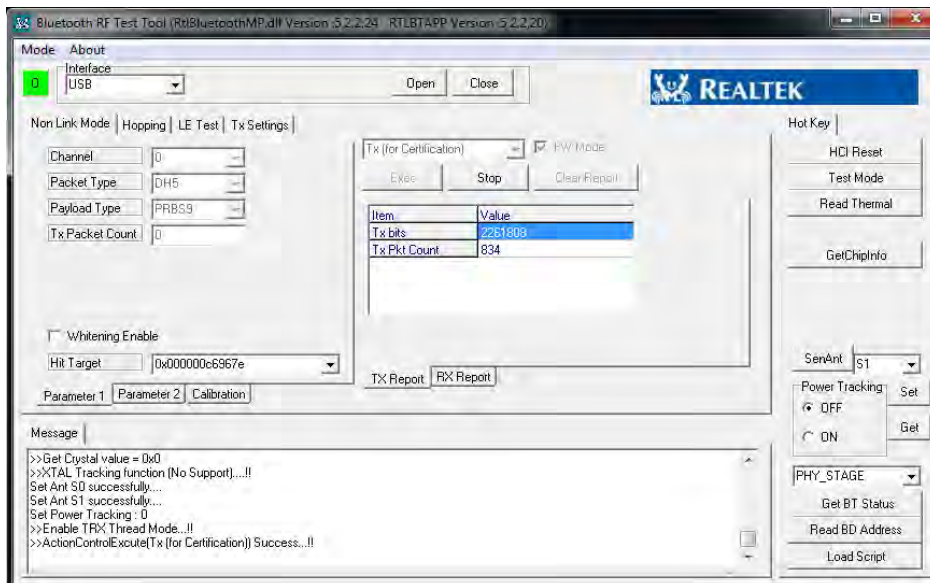 Bluetooth RF Test Tool (RtlBluetoothMP.dll Version :5.2.2.24 RTLBTAPP Version :5.2.2.20)
Mode About
Interface
0 USB Open Close
REALTEK
Non Link Mode Hopping LE Test Tx Settings
Hot Key
Channel 0
Packet Type DH5
Payload Type PRBS9
Tx Packet Count 0
Whitening Enable
Hit Target 0x000000c6967e
Parameter 1 Parameter 2 Calibration
Tx (for Certification) FW Mode
Exec Stop Clear Report
Item Value
Tx bits 2261808
Tx Pkt Count 834
TX Report RX Report
HCI Reset
Test Mode
Read Thermal
GetChipInfo
SenAnt S1
Power Tracking
OFF
ON
Set
Get
PHY_STAGE
Get BT Status
Read BD Address
Load Script
Message
>>Get Crystal value = 0x0
>>XTAL Tracking function (No Support)....!!
Set Ant S0 successfully....
Set Ant S1 successfully....
Set Power Tracking : 0
>>Enable TRX Thread Mode...!!
>>ActionControlExcute(Tx (for Certification)) Success...!!